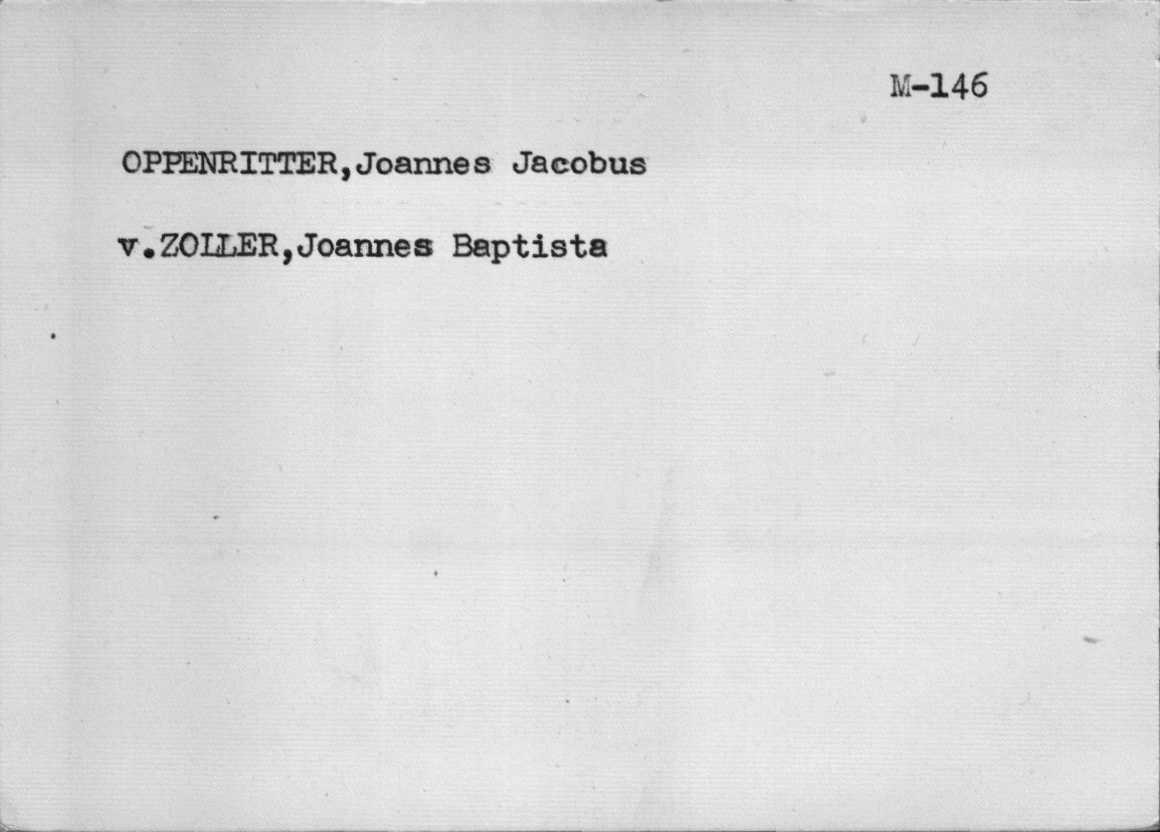 M-146
OPPENRITTER,Joannes Jacobus
v.ZOLLER,Joannes Baptista